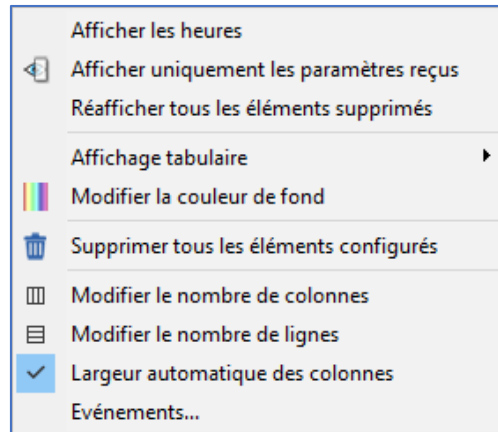 Afficher les heures
Afficher uniquement les paramètres reçus
Réafficher tous les éléments supprimés
Affichage tabulaire
Modifier la couleur de fond
Supprimer tous les éléments configurés
Modifier le nombre de colonnes
Modifier le nombre de lignes
Largeur automatique des colonnes
Evénements...